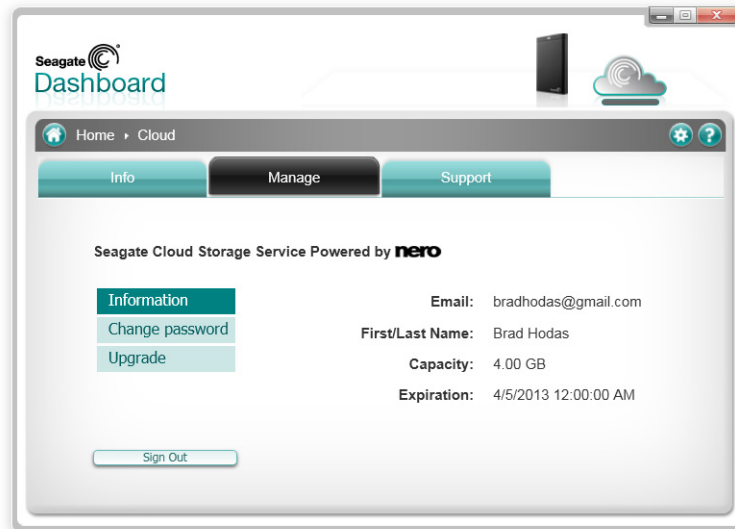 Seagate
Dashboard
Home ▸ Cloud
?
Info Manage Support
Seagate Cloud Storage Service Powered by nero
Information
Change password
Upgrade
Email: bradhodas@gmail.com
First/Last Name: Brad Hodas
Capacity: 4.00 GB
Expiration: 4/5/2013 12:00:00 AM
Sign Out